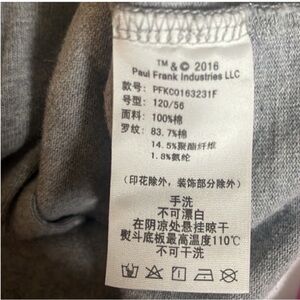 TM & © 2016
Paul Frank Industries LLC
款号: PFKC0163231F
号型: 120/56
面料: 100%棉
罗纹: 83.7%棉
14.5%聚酯纤维
1.8%氨纶
(印花除外，装饰部分除外)
手洗
不可漂白
在阴凉处悬挂晾干
熨斗底板最高温度110℃
不可干洗